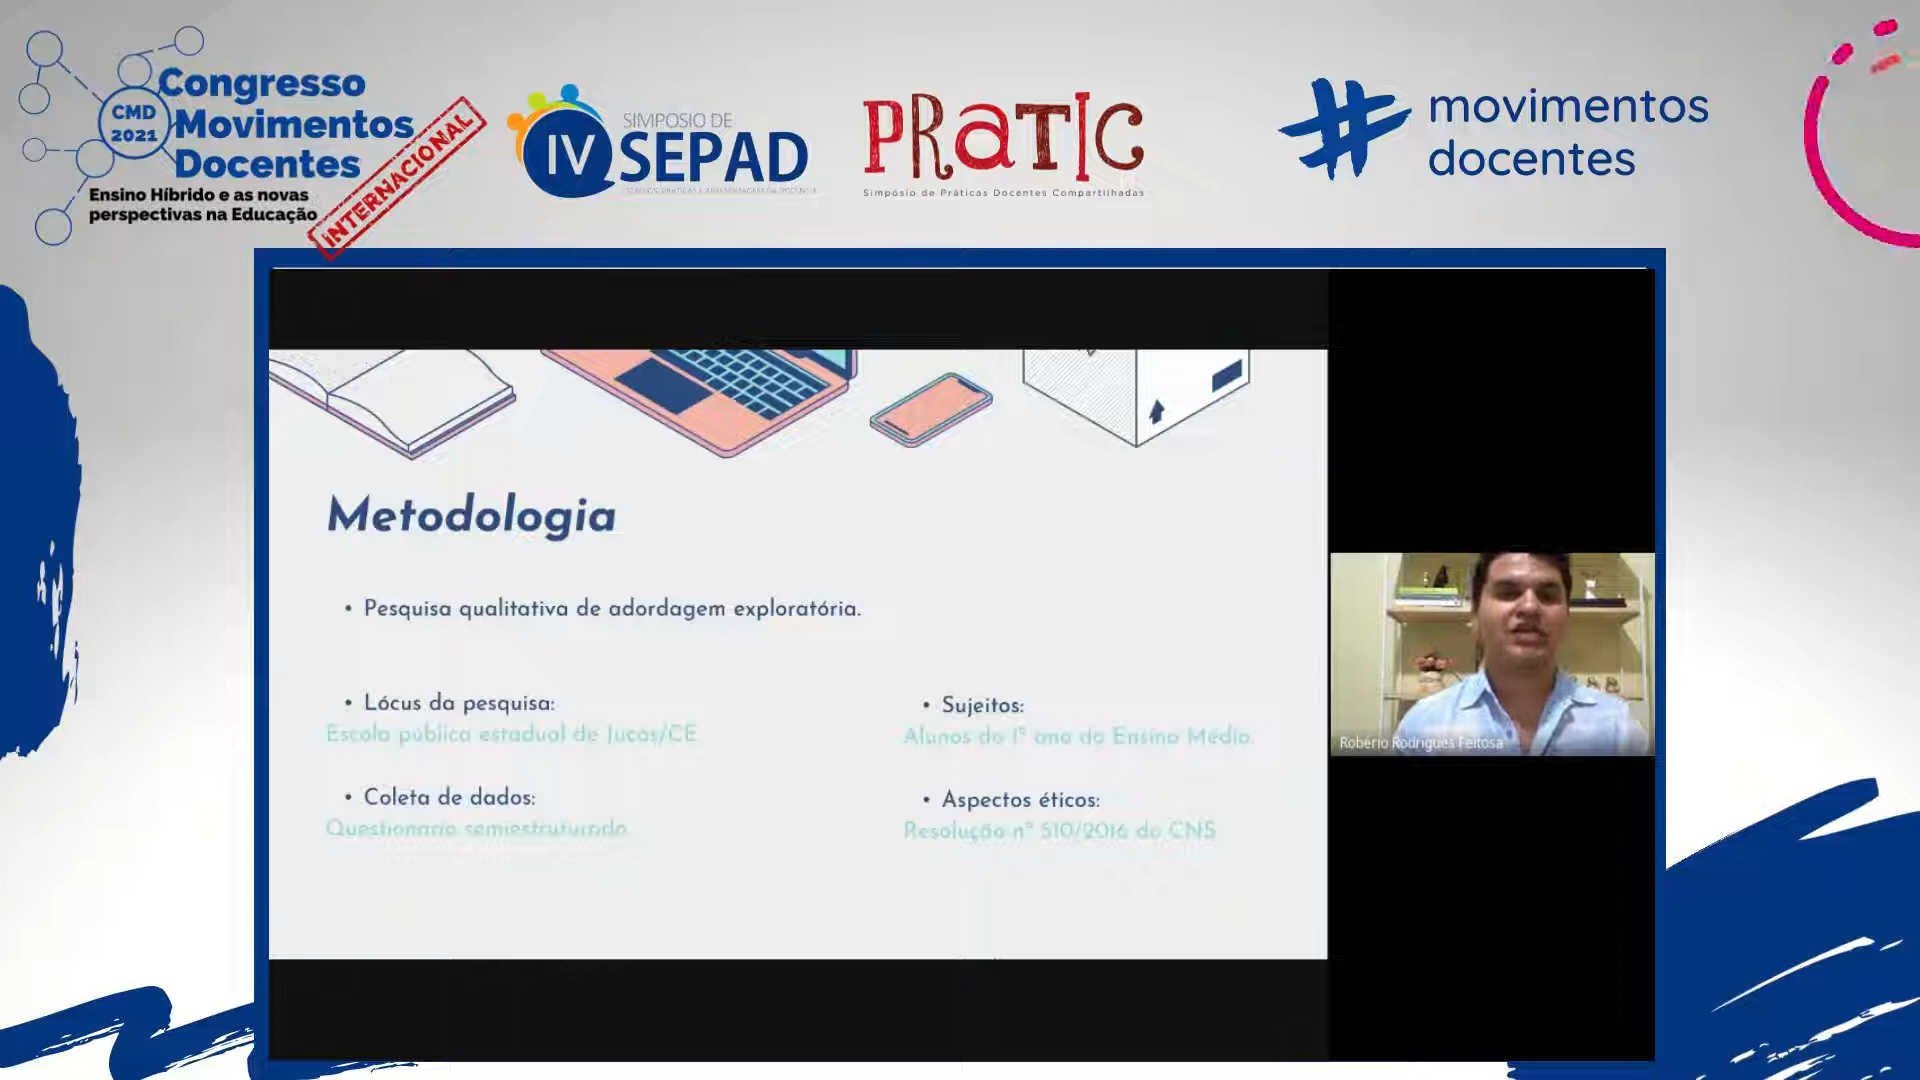 CMD
2021
Congresso
Movimentos
Docentes
Ensino Híbrido e as novas
perspectivas na Educação
INTERNACIONAL
IV
SIMPÓSIO DE
SEPAD
PRATIC
Simpósio de Práticas Docentes Compartilhadas
movimentos
docentes
Metodologia
• Pesquisa qualitativa de adordagem exploratória.
• Lócus da pesquisa:
Escola pública estadual de Jucás/CE
• Sujeitos:
Alunos do 1º ano do Ensino Médio.
• Coleta de dados:
Questionário semiestruturado
• Aspectos éticos:
Resolução nº 510/2016 do CNS
Robério Rodrigues Feitosa